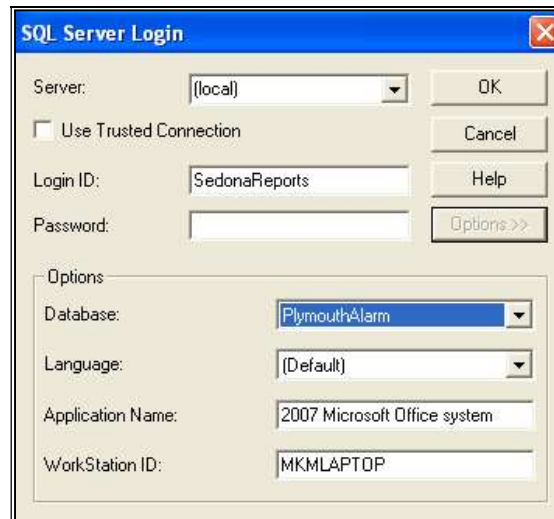 SQL Server Login
Server: (local) OK
Use Trusted Connection Cancel
Login ID: SedonaReports Help
Password: Options >>
Options
Database: PlymouthAlarm
Language: (Default)
Application Name: 2007 Microsoft Office system
WorkStation ID: MKMLAPTOP